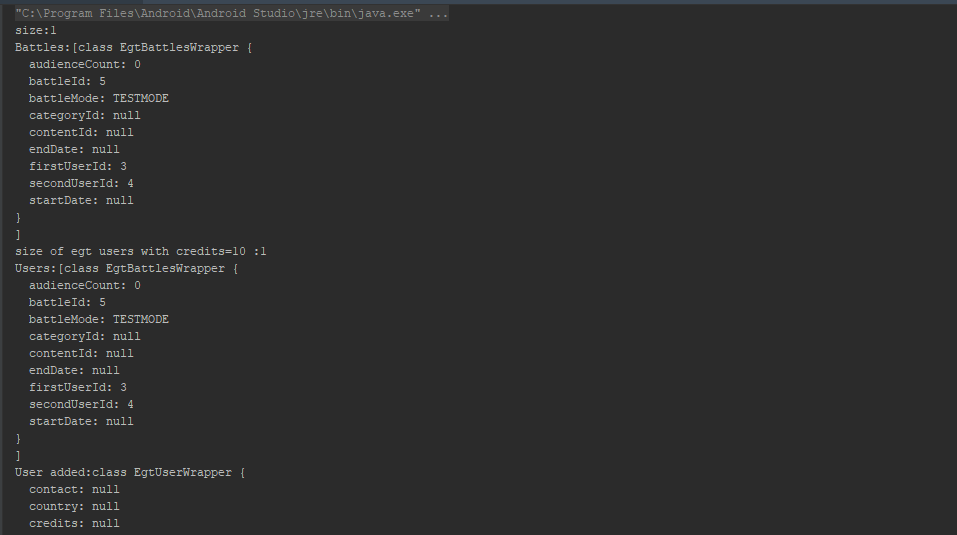 "C:\Program Files\Android\Android Studio\jre\bin\java.exe" ...
size:1
Battles:[class EgtBattlesWrapper {
    audienceCount: 0
    battleId: 5
    battleMode: TESTMODE
    categoryId: null
    contentId: null
    endDate: null
    firstUserId: 3
    secondUserId: 4
    startDate: null
}
]
size of egt users with credits=10 :1
Users:[class EgtBattlesWrapper {
    audienceCount: 0
    battleId: 5
    battleMode: TESTMODE
    categoryId: null
    contentId: null
    endDate: null
    firstUserId: 3
    secondUserId: 4
    startDate: null
}
]
User added:class EgtUserWrapper {
    contact: null
    country: null
    credits: null